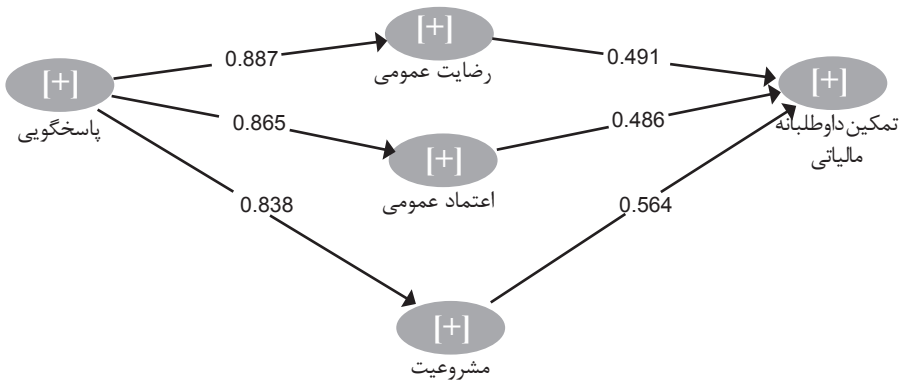 [+]
رضایت عمومی
0.887
0.491
[+]
پاسخگویی
[+]
تمکین داوطلبانه
مالیاتی
0.865
0.486
[+]
اعتماد عمومی
0.838
0.564
[+]
مشروعیت